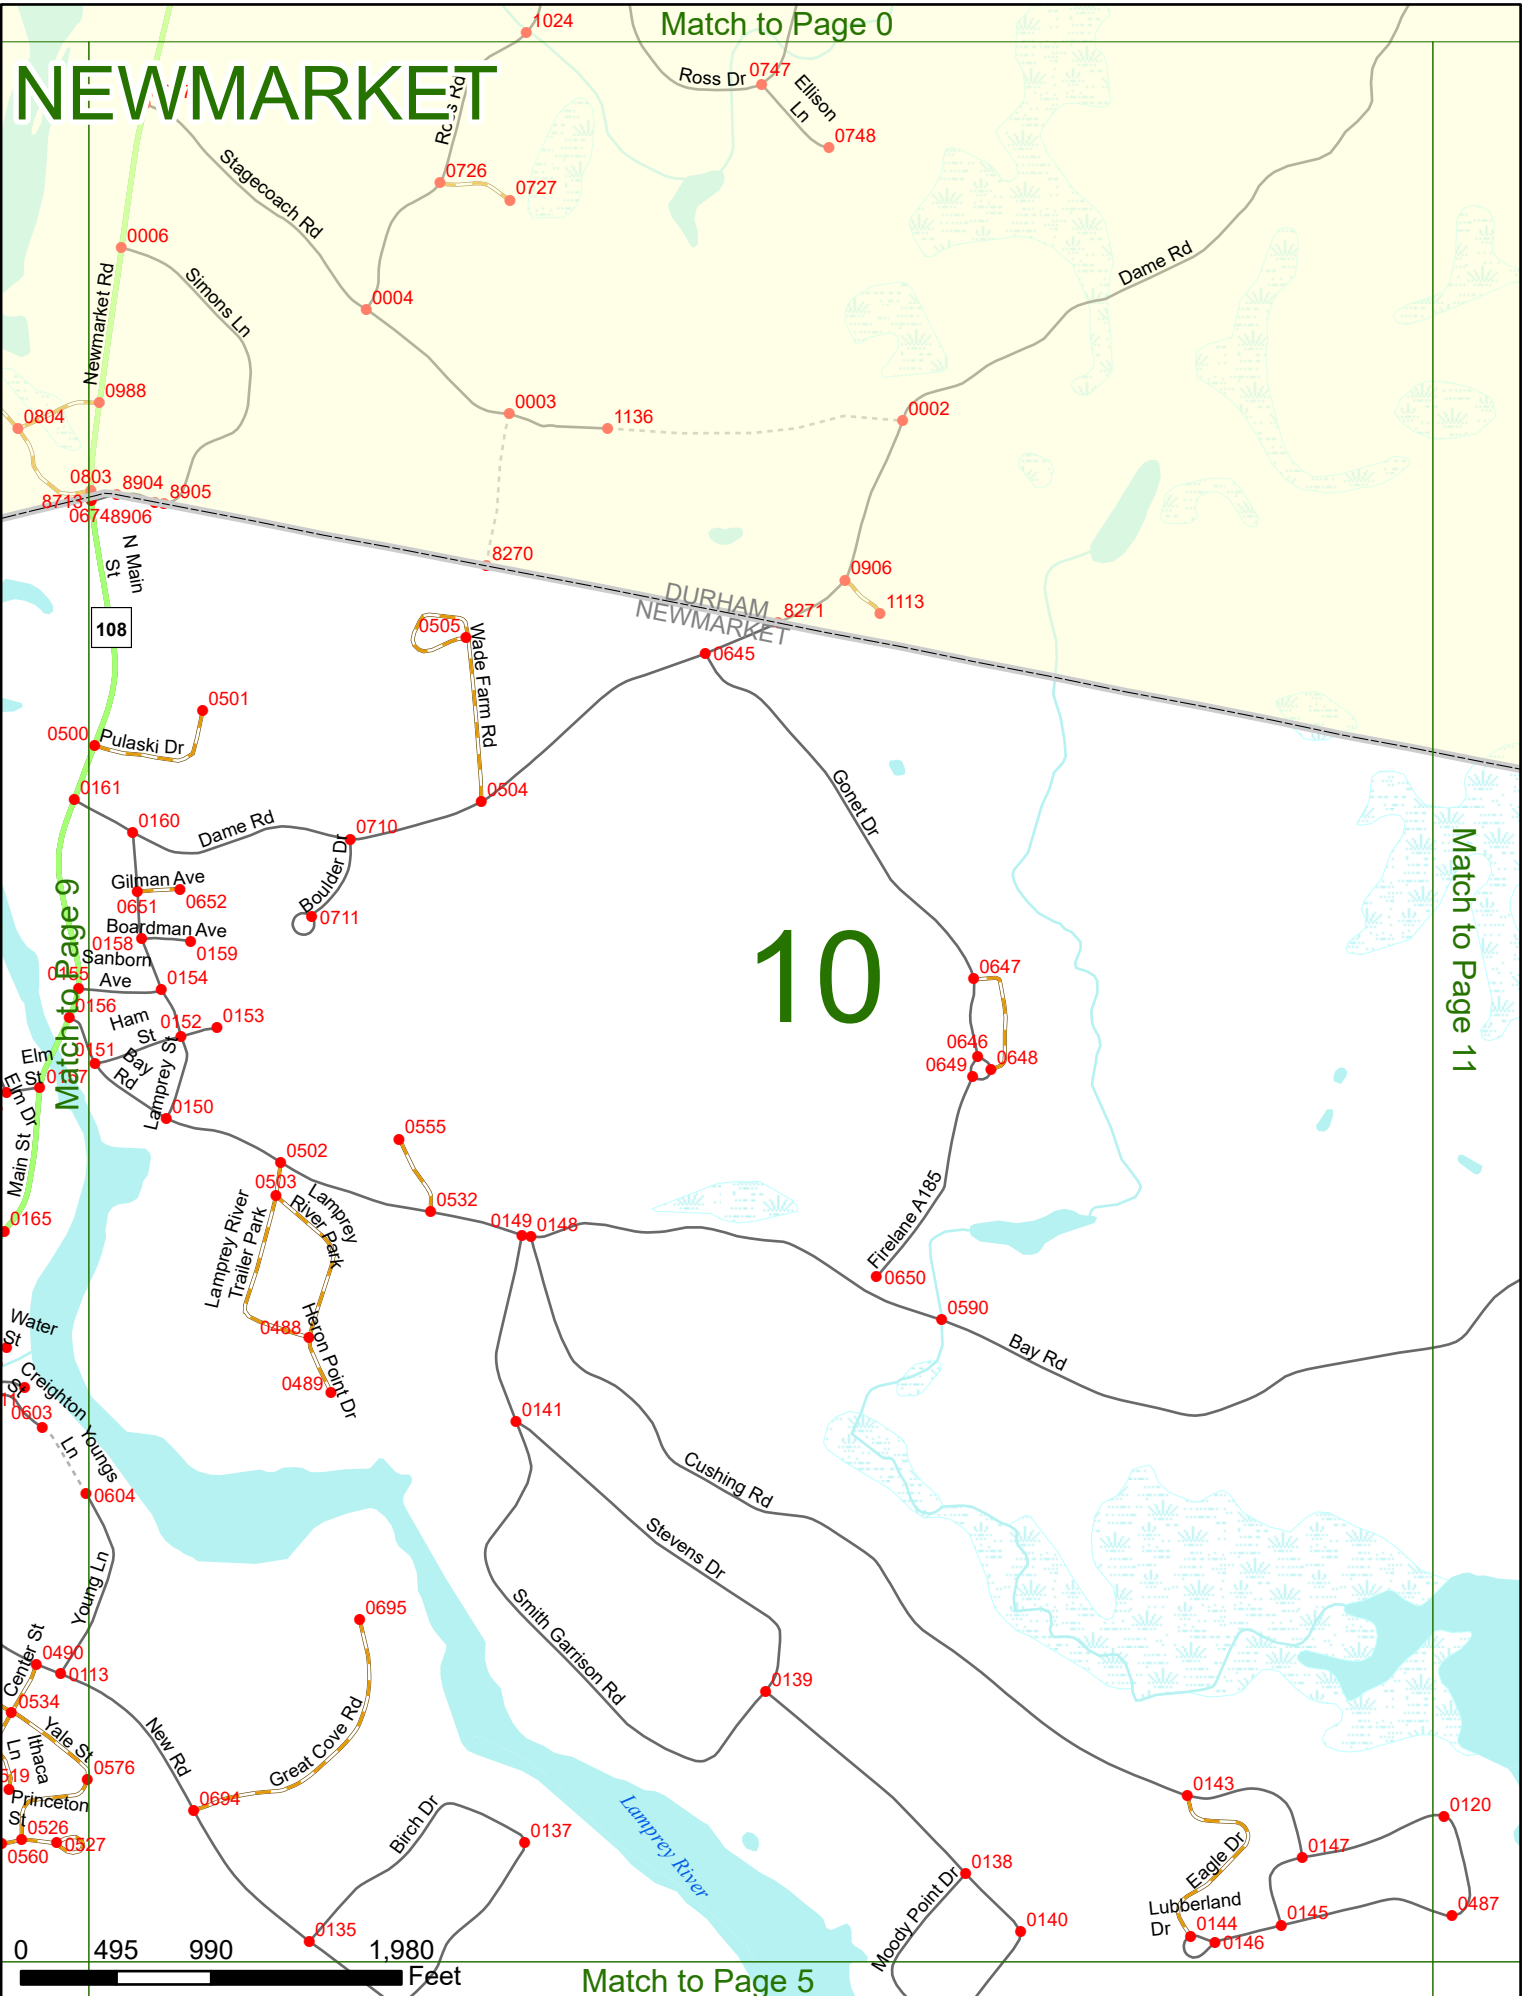 Match to Page 0
NEWMARKET
1024
Ross Dr
0747
Ellison
Ln
0748
Ross Rd
0726
0727
Stagecoach Rd
0006
Newmarket Rd
Simons Ln
0004
Dame Rd
0988
0804
0003
1136
0002
0803
8904
8905
8713
0674
8906
N Main
St
8270
0906
1113
DURHAM
NEWMARKET
8271
108
0505
Wade Farm Rd
0645
0501
0500
Pulaski Dr
0161
0160
Dame Rd
0710
0504
Gonet Dr
Boulder Dr
Gilman Ave
0651
0652
0711
Boardman Ave
0158
0159
Sanborn
Ave
0155
0154
0156
Ham
St
0152
0153
Match to Page 9
10
Match to Page 11
0647
0646
0649
0648
Elm
St
0151
Bay
Rd
Lamprey St
Elm Dr
0150
Main St
0502
0555
0503
0532
Lamprey
River Park
Lamprey River
Trailer Park
0149
0148
Firelane A185
0650
0165
0590
Bay Rd
Water
St
0488
Heron Point Dr
0489
Creighton
St
0603
Youngs
Ln
0604
0141
Cushing Rd
Stevens Dr
Young Ln
Smith Garrison Rd
0695
Center St
0490
0113
0139
0534
Yale St
Ithaca
Ln
New Rd
Great Cove Rd
0576
0694
Princeton
St
0526
0527
0560
Birch Dr
0137
Lamprey River
0143
0120
0147
Eagle Dr
0138
Moody Point Dr
Lubberland
Dr
0144
0146
0145
0487
0135
0140
0 495 990 1,980
Feet
Match to Page 5